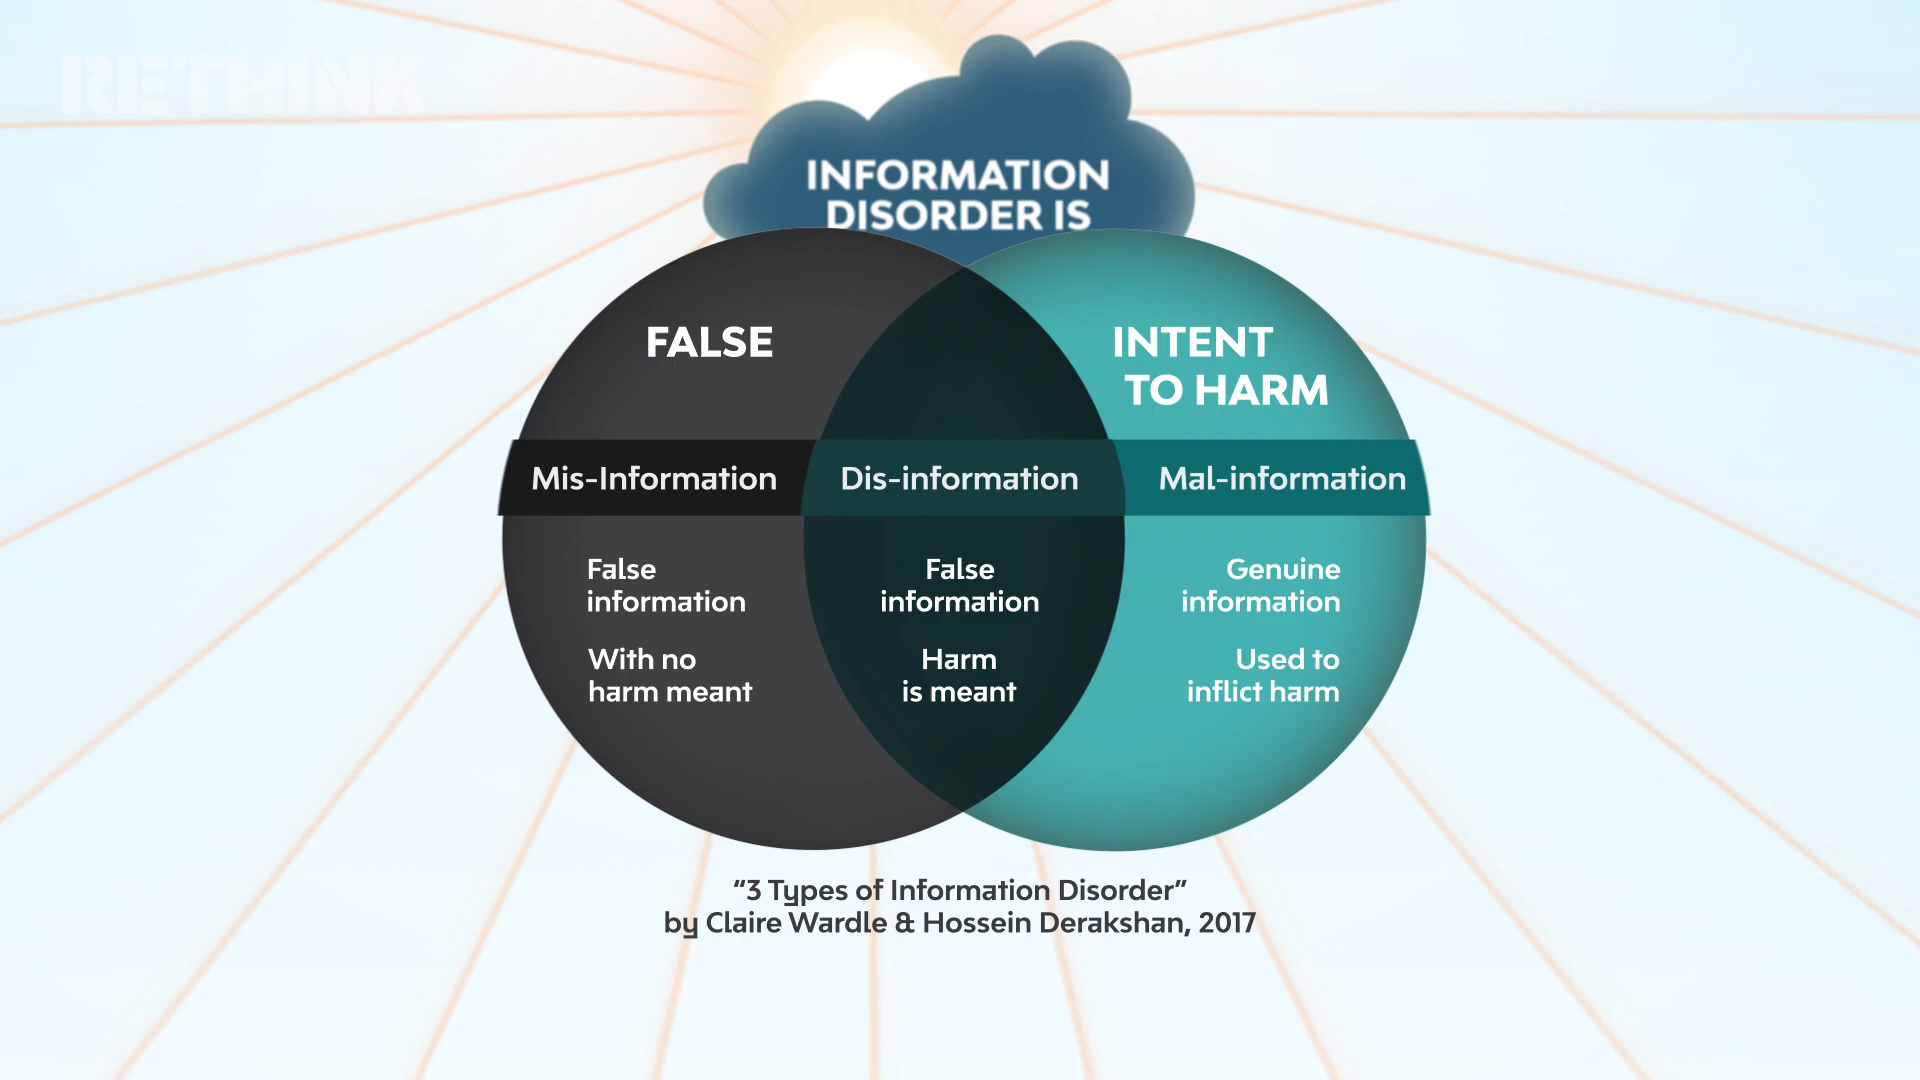 RETHINK
INFORMATION
DISORDER IS
FALSE
INTENT
TO HARM
Mis-Information
Dis-information
Mal-information
False
information
With no
harm meant
False
information
Harm
is meant
Genuine
information
Used to
inflict harm
“3 Types of Information Disorder”
by Claire Wardle & Hossein Derakshan, 2017